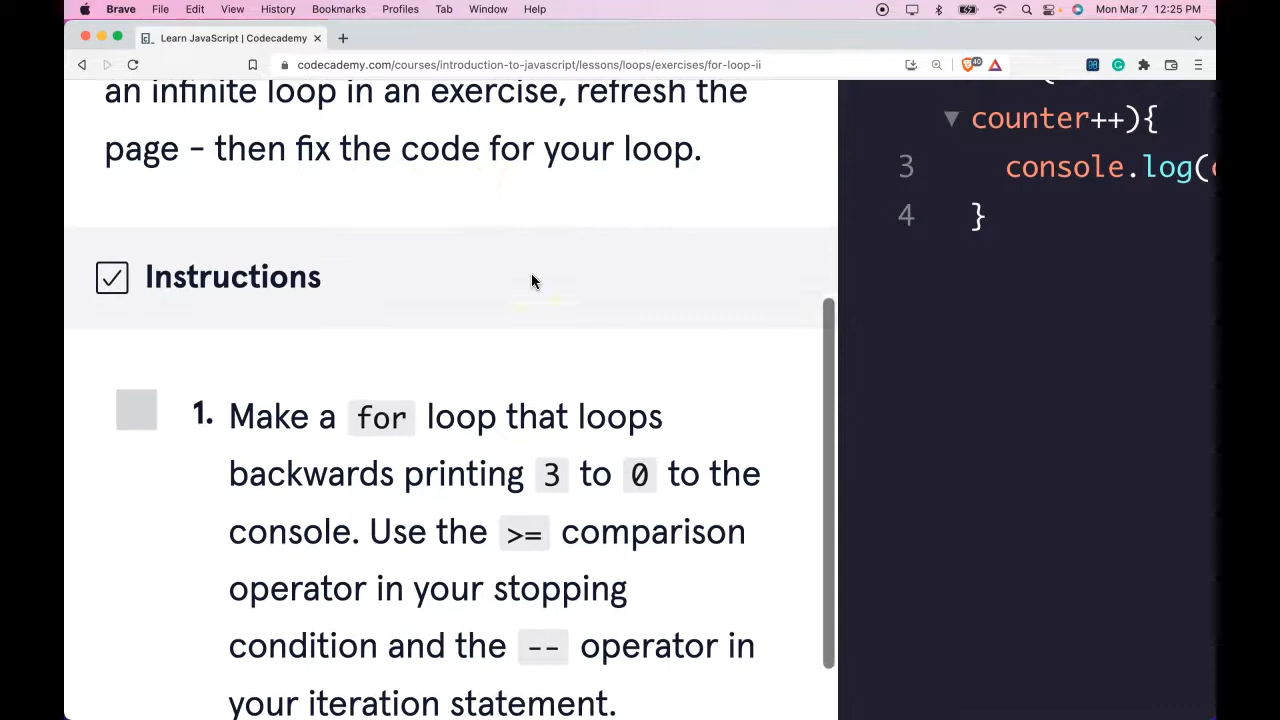 Brave File Edit View History Bookmarks Profiles Tab Window Help Mon Mar 7 12:25 PM
Learn JavaScript | Codecademy
codecademy.com/courses/introduction-to-javascript/lessons/loops/exercises/for-loop-ii
40
an infinite loop in an exercise, refresh the
page - then fix the code for your loop.
Instructions
1. Make a for loop that loops
backwards printing 3 to 0 to the
console. Use the >= comparison
operator in your stopping
condition and the -- operator in
your iteration statement.
counter++){
3 console.log(
4 }